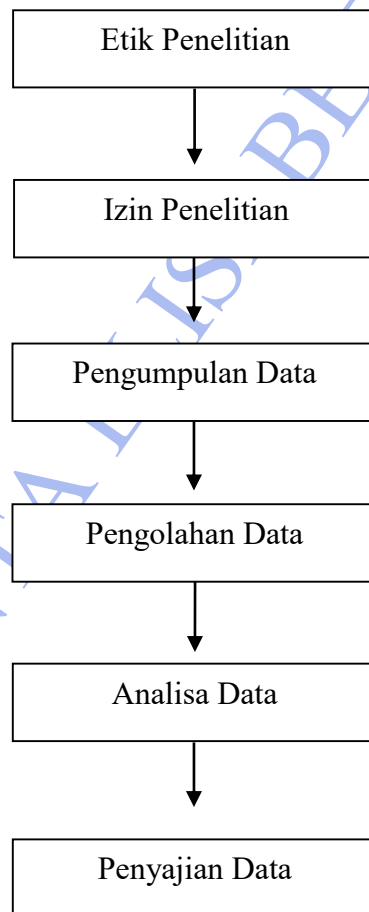 Etik Penelitian
Izin Penelitian
Pengumpulan Data
Pengolahan Data
Analisa Data
Penyajian Data